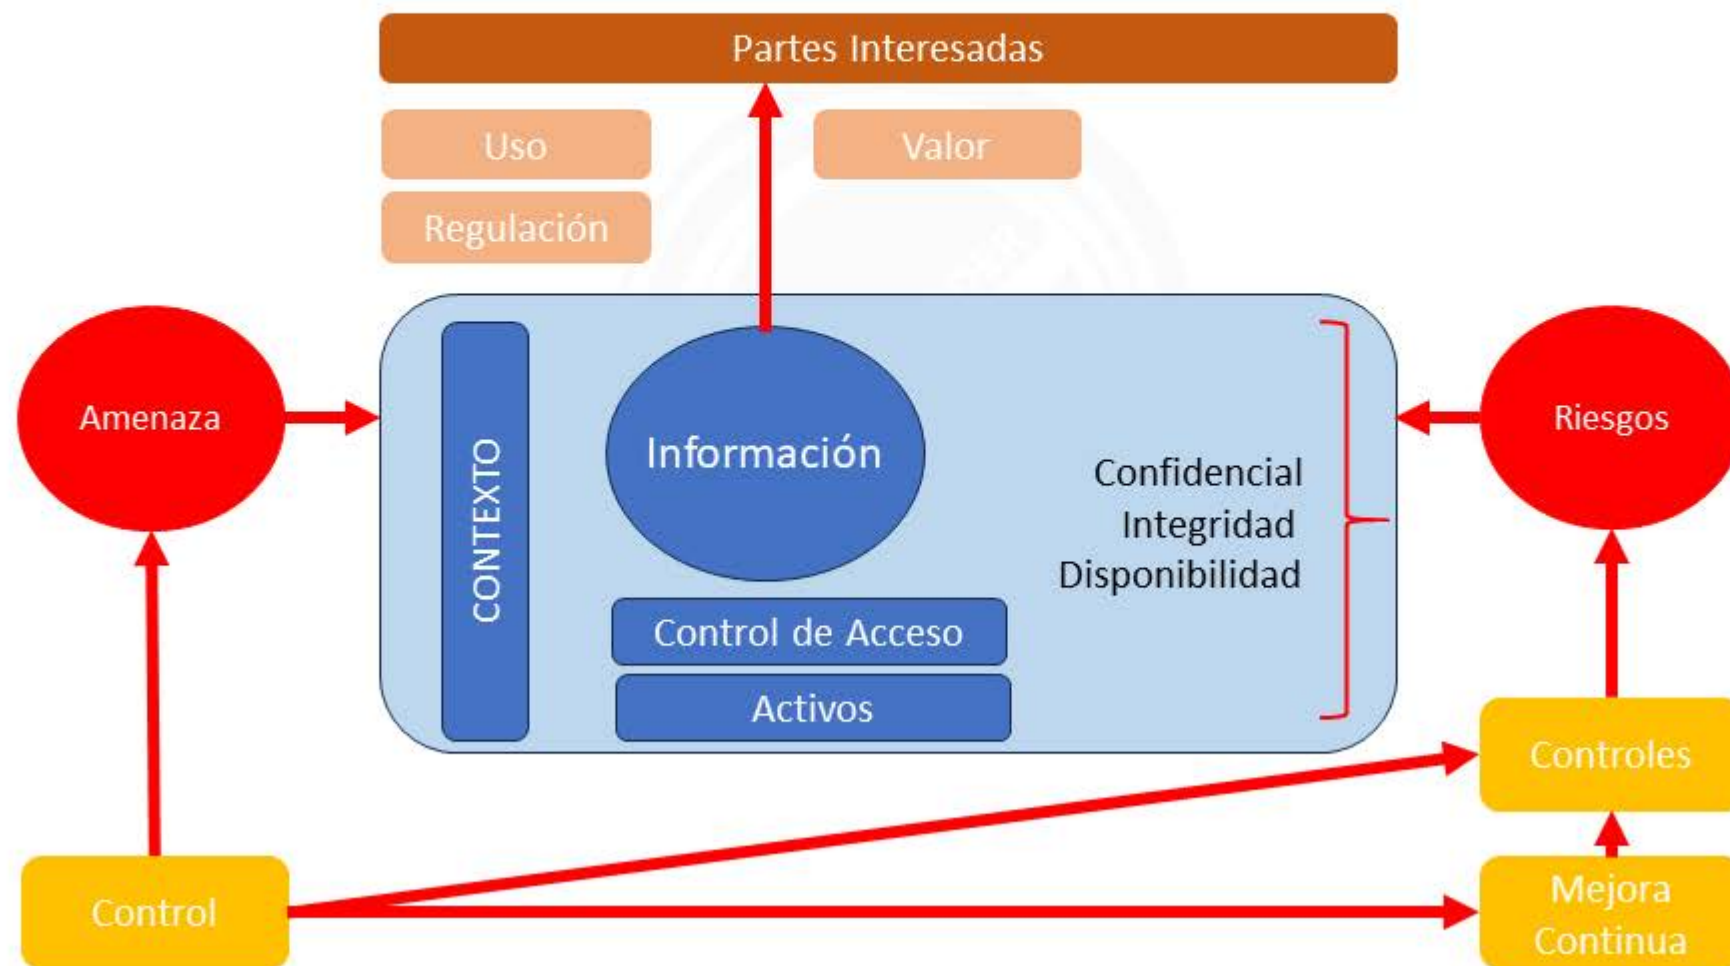 Partes Interesadas
Uso
Valor
Regulación
Amenaza
CONTEXTO
Información
Confidencial
Integridad
Disponibilidad
Riesgos
Control de Acceso
Activos
Controles
Control
Mejora
Continua